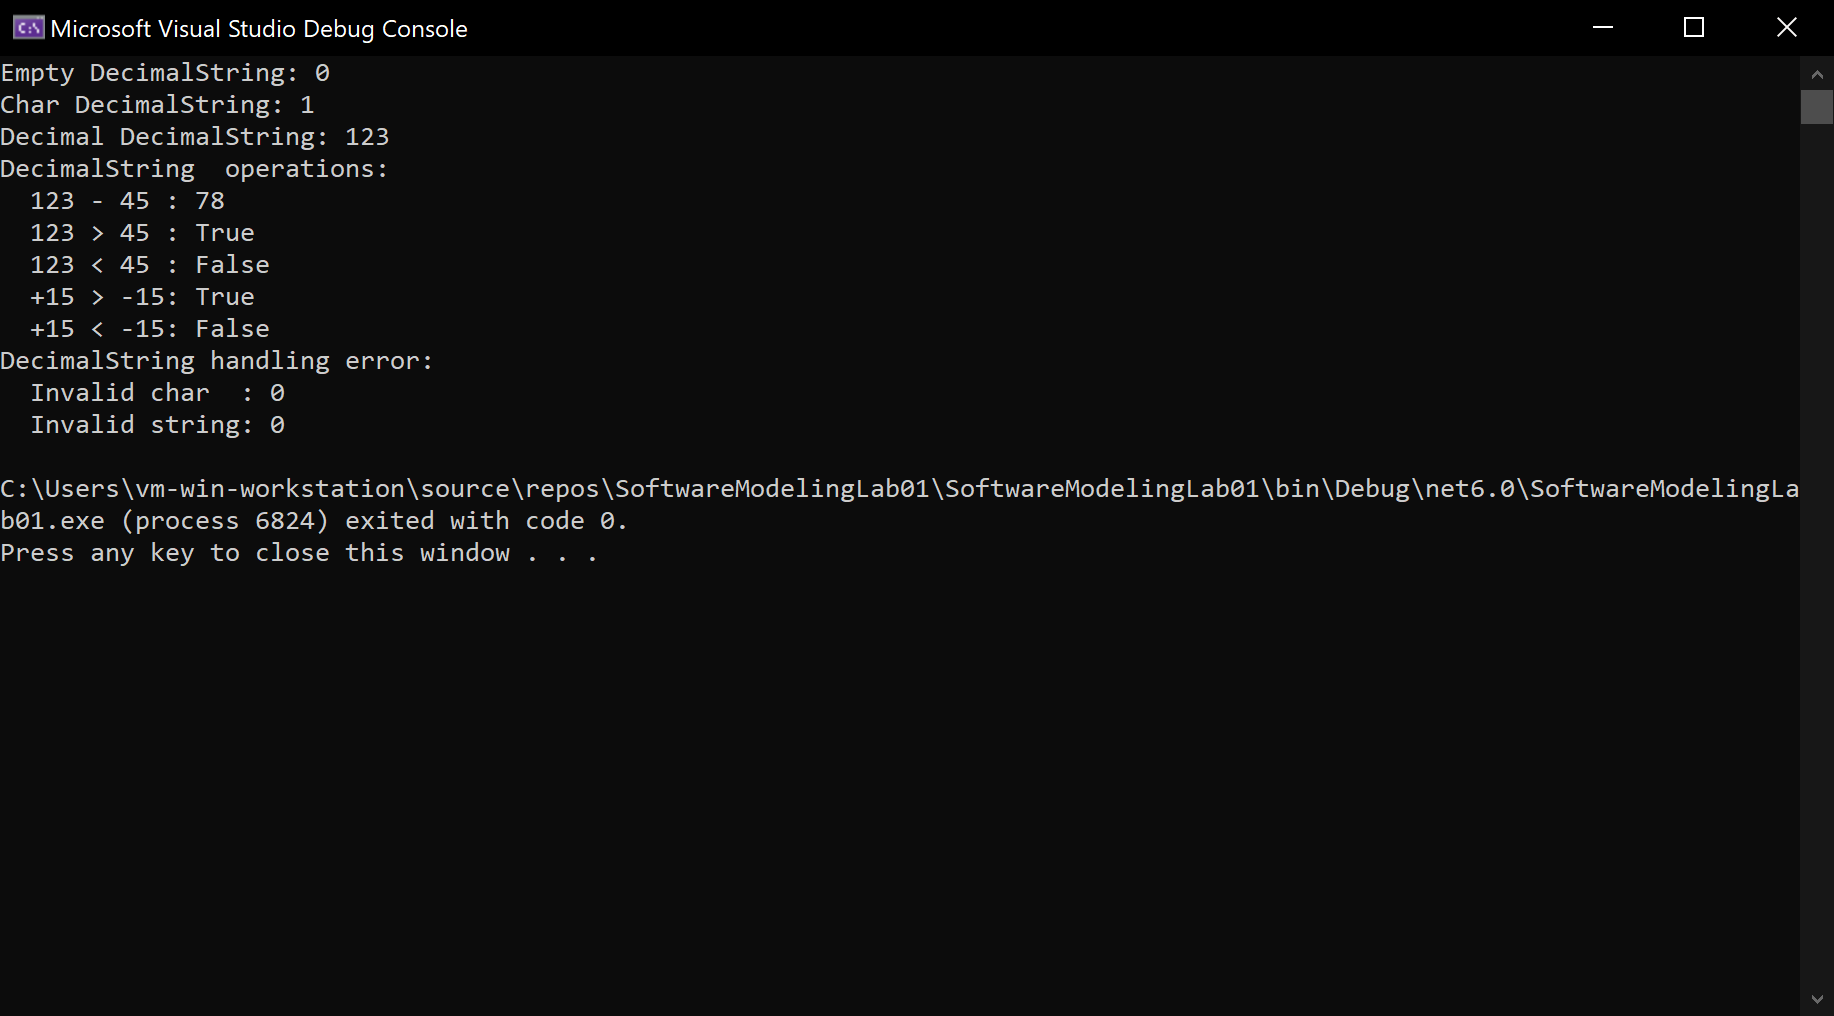 Microsoft Visual Studio Debug Console
Empty DecimalString: 0
Char DecimalString: 1
Decimal DecimalString: 123
DecimalString  operations:
  123 - 45 : 78
  123 > 45 : True
  123 < 45 : False
  +15 > -15: True
  +15 < -15: False
DecimalString handling error:
  Invalid char  : 0
  Invalid string: 0
C:\Users\vm-win-workstation\source\repos\SoftwareModelingLab01\SoftwareModelingLab01\bin\Debug\net6.0\SoftwareModelingLa
b01.exe (process 6824) exited with code 0.
Press any key to close this window . . .